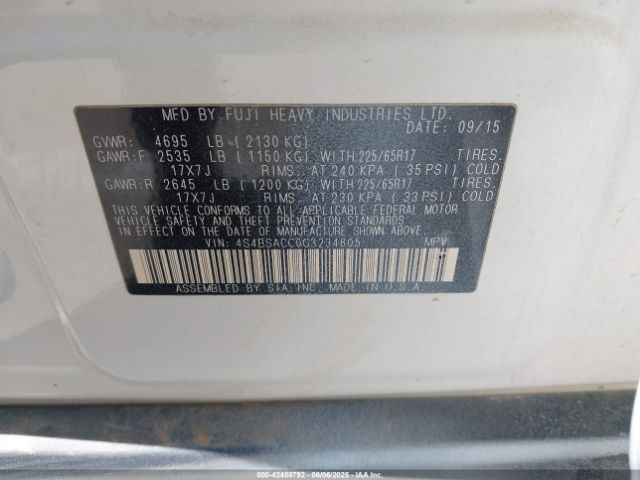 MFD BY FUJI HEAVY INDUSTRIES LTD.
DATE: 09/15
GVWR: 4695 LB ( 2130 KG)
GAWR:F 2535 LB ( 1150 KG) WITH 225/65R17 TIRES.
17X7J RIMS. AT 240 KPA ( 35 PSI) COLD
GAWR:R 2645 LB ( 1200 KG) WITH 225/65R17 TIRES.
17X7J RIMS. AT 230 KPA ( 33 PSI) COLD
THIS VEHICLE CONFORMS TO ALL APPLICABLE FEDERAL MOTOR
VEHICLE SAFETY AND THEFT PREVENTION STANDARDS
IN EFFECT ON THE DATE OF MANUFACTURE SHOWN ABOVE.
VIN: 4S4BSACC0G3234805 MPV
ASSEMBLED BY SIA INC. MADE IN U.S.A.
000-42458792 - 06/06/2025 - © IAA, LLC